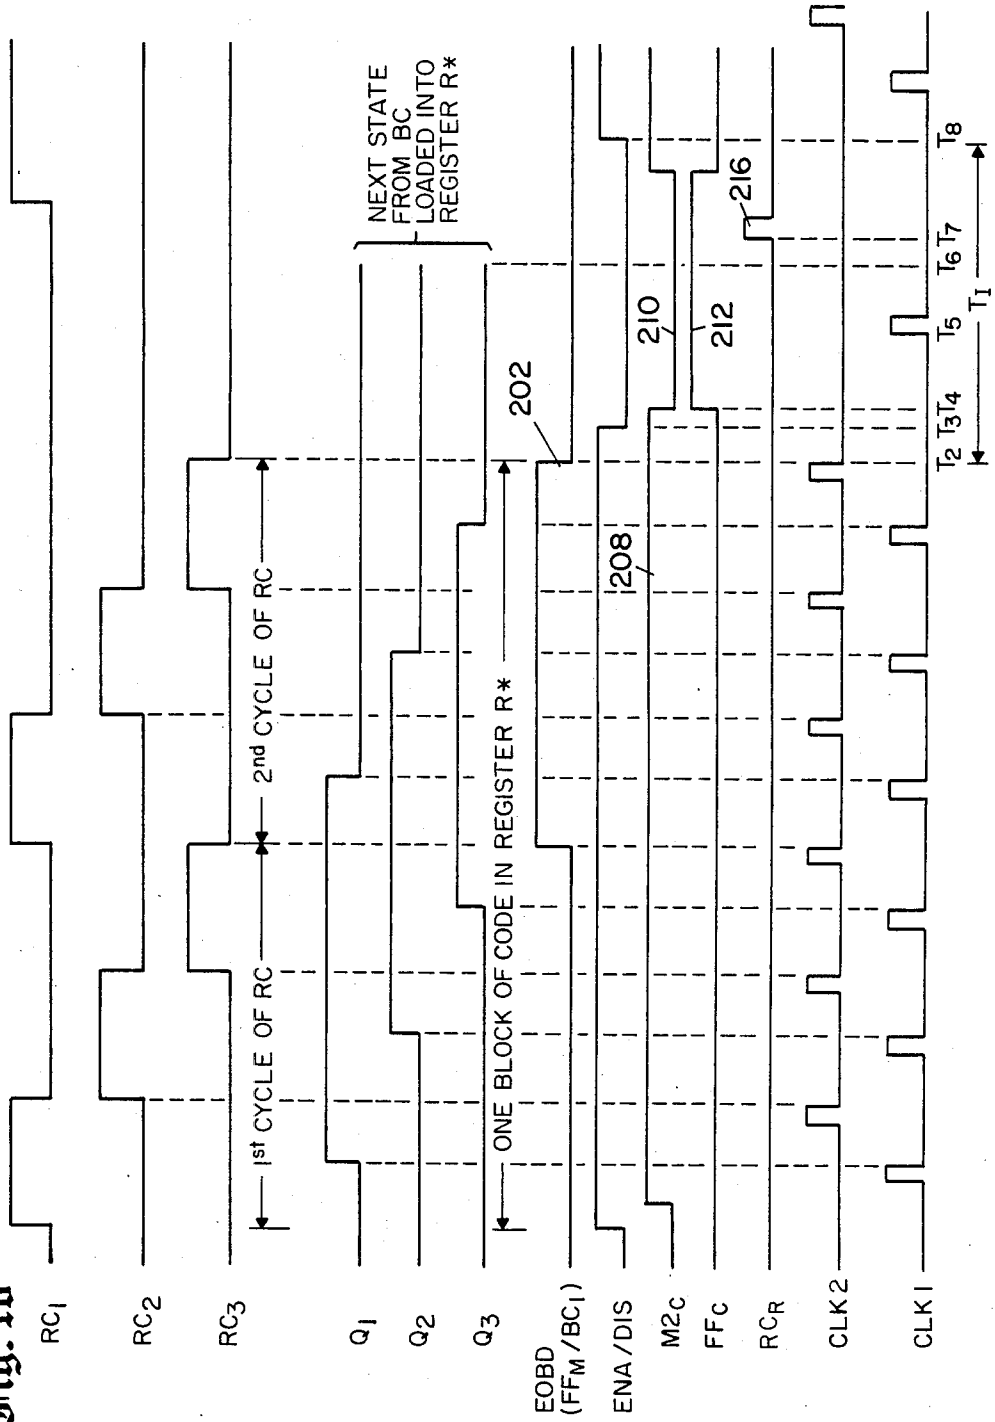 RC1
RC2
RC3
1st CYCLE OF RC
2nd CYCLE OF RC
Q1
Q2
Q3
NEXT STATE
FROM BC
LOADED INTO
REGISTER R*
ONE BLOCK OF CODE IN REGISTER R*
EOBD
(FFM/BC1)
202
ENA/DIS
208
M2C
210
FFC
212
RCR
216
CLK2
CLK1
T2 T3 T4 T5 T6 T7 T8
TI